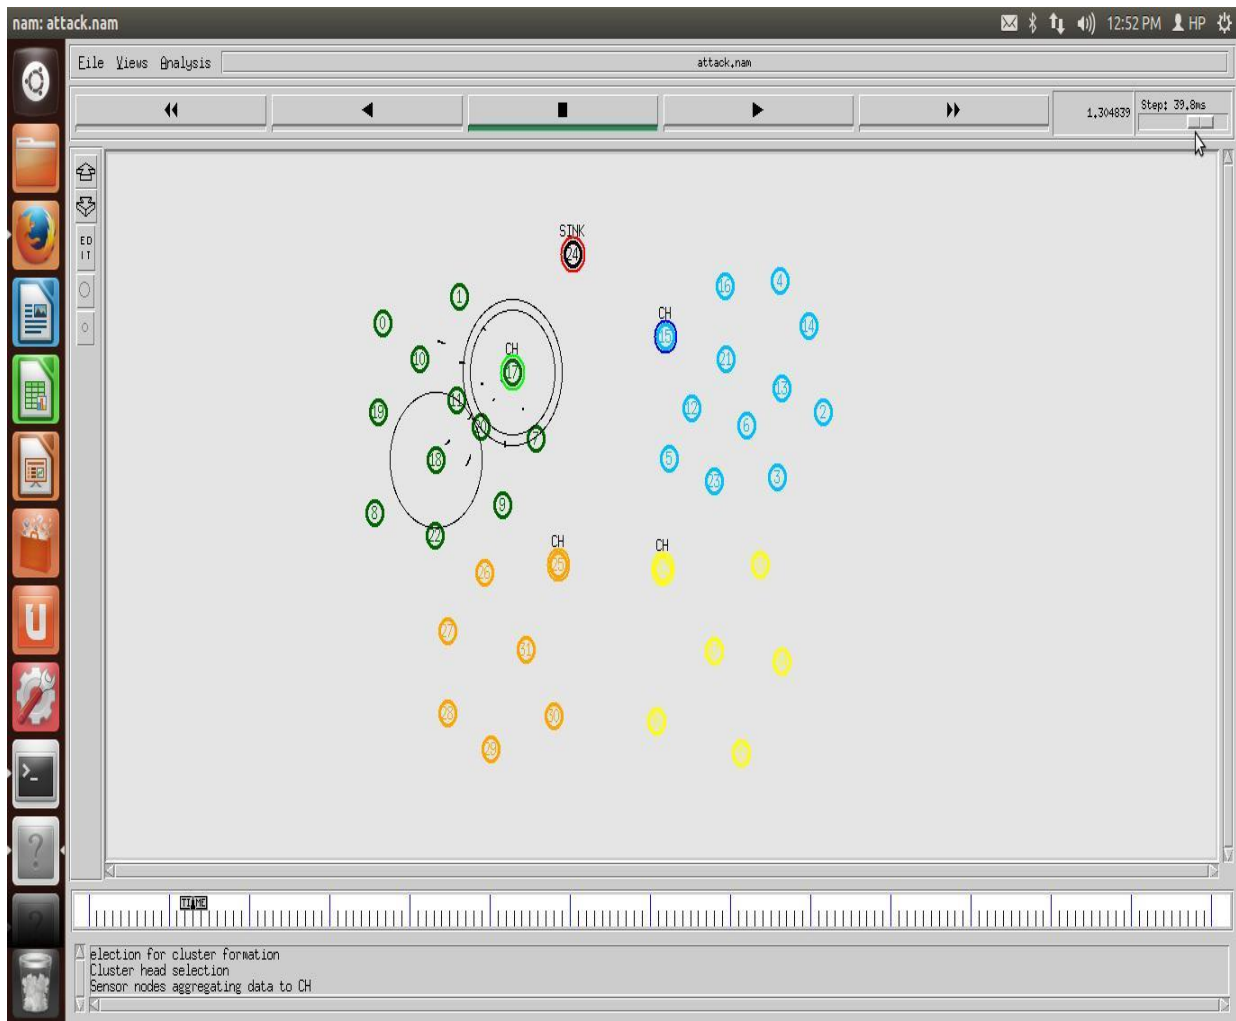 nam: attack.nam
12:52 PM
HP
File Views Analysis
attack.nam
1.304839
Step: 39.8ms
ED
IT
SINK
24
16
4
1
CH
15
14
0
CH
17
10
21
13
11
19
12
2
20
6
7
18
5
23
3
9
8
22
CH
CH
25
26
27
31
28
30
29
TIME
election for cluster formation
Cluster head selection
Sensor nodes aggregating data to CH